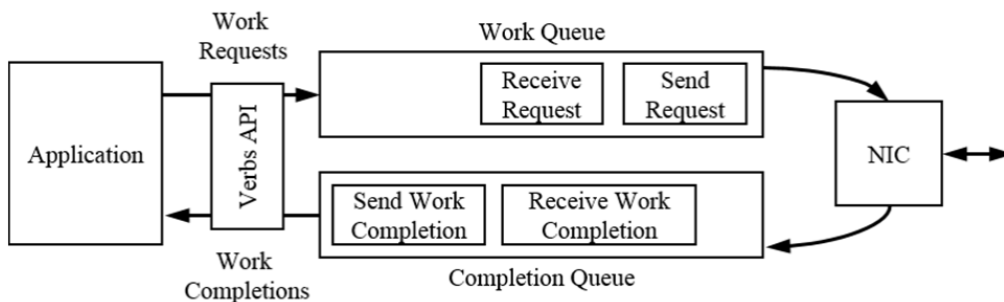 Work
Requests
Work Queue
Receive
Request
Send
Request
Application
Verbs API
NIC
Send Work
Completion
Receive Work
Completion
Work
Completions
Completion Queue